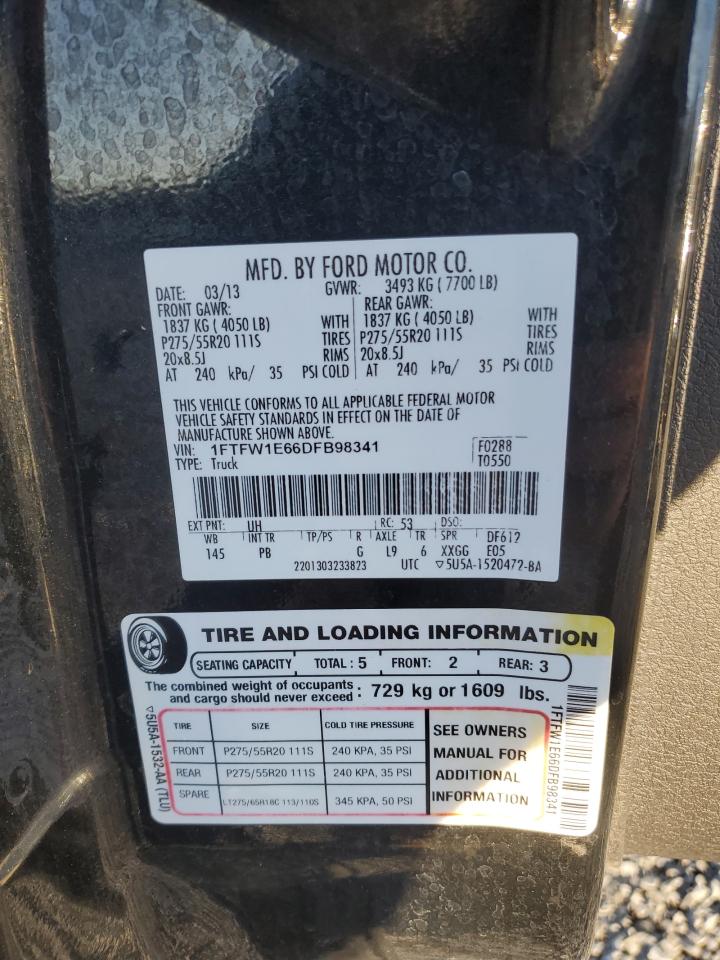 MFD. BY FORD MOTOR CO.
DATE: 03/13 GVWR: 3493 KG ( 7700 LB)
FRONT GAWR: REAR GAWR:
1837 KG ( 4050 LB) WITH 1837 KG ( 4050 LB) WITH
P275/55R20 111S TIRES P275/55R20 111S TIRES
20x8.5J RIMS 20x8.5J RIMS
AT 240 kPa/ 35 PSI COLD AT 240 kPa/ 35 PSI COLD
THIS VEHICLE CONFORMS TO ALL APPLICABLE FEDERAL MOTOR
VEHICLE SAFETY STANDARDS IN EFFECT ON THE DATE OF
MANUFACTURE SHOWN ABOVE.
VIN: 1FTFW1E66DFB98341 F0288
TYPE: Truck T0550
EXT PNT: UH RC: 53 DSO:
WB INT TR TP/PS R AXLE TR SPR DF612
145 PB G L9 6 XXGG E05
2201303233823 UTC ▽5U5A-1520472-BA
TIRE AND LOADING INFORMATION
SEATING CAPACITY TOTAL : 5 FRONT: 2 REAR: 3
The combined weight of occupants
and cargo should never exceed : 729 kg or 1609 lbs.
TIRE SIZE COLD TIRE PRESSURE
FRONT P275/55R20 111S 240 KPA, 35 PSI
REAR P275/55R20 111S 240 KPA, 35 PSI
SPARE LT275/65R18C 113/110S 345 KPA, 50 PSI
SEE OWNERS
MANUAL FOR
ADDITIONAL
INFORMATION
▽5U5A-1532-AA (TLU)
1FTFW1E66DFB98341